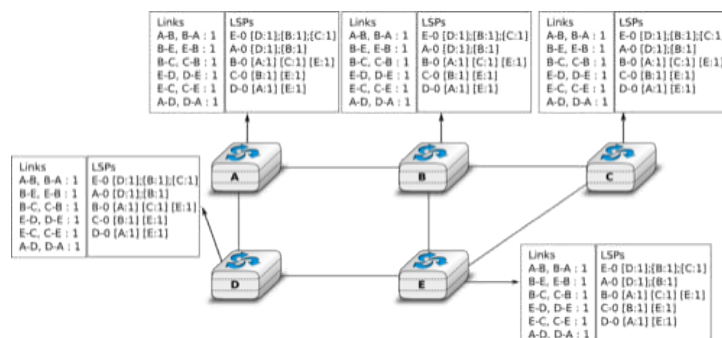 Links LSPs
A-B, B-A : 1 E-0 [D:1];[B:1];[C:1]
B-E, E-B : 1 A-0 [D:1];[B:1]
B-C, C-B : 1 B-0 [A:1] [C:1] [E:1]
E-D, D-E : 1 C-0 [B:1] [E:1]
E-C, C-E : 1 D-0 [A:1] [E:1]
A-D, D-A : 1
Links LSPs
A-B, B-A : 1 E-0 [D:1];[B:1];[C:1]
B-E, E-B : 1 A-0 [D:1];[B:1]
B-C, C-B : 1 B-0 [A:1] [C:1] [E:1]
E-D, D-E : 1 C-0 [B:1] [E:1]
E-C, C-E : 1 D-0 [A:1] [E:1]
A-D, D-A : 1
Links LSPs
A-B, B-A : 1 E-0 [D:1];[B:1];[C:1]
B-E, E-B : 1 A-0 [D:1];[B:1]
B-C, C-B : 1 B-0 [A:1] [C:1] [E:1]
E-D, D-E : 1 C-0 [B:1] [E:1]
E-C, C-E : 1 D-0 [A:1] [E:1]
A-D, D-A : 1
A
B
C
Links LSPs
A-B, B-A : 1 E-0 [D:1];[B:1];[C:1]
B-E, E-B : 1 A-0 [D:1];[B:1]
B-C, C-B : 1 B-0 [A:1] [C:1] [E:1]
E-D, D-E : 1 C-0 [B:1] [E:1]
E-C, C-E : 1 D-0 [A:1] [E:1]
A-D, D-A : 1
D
E
Links LSPs
A-B, B-A : 1 E-0 [D:1];[B:1];[C:1]
B-E, E-B : 1 A-0 [D:1];[B:1]
B-C, C-B : 1 B-0 [A:1] [C:1] [E:1]
E-D, D-E : 1 C-0 [B:1] [E:1]
E-C, C-E : 1 D-0 [A:1] [E:1]
A-D, D-A : 1